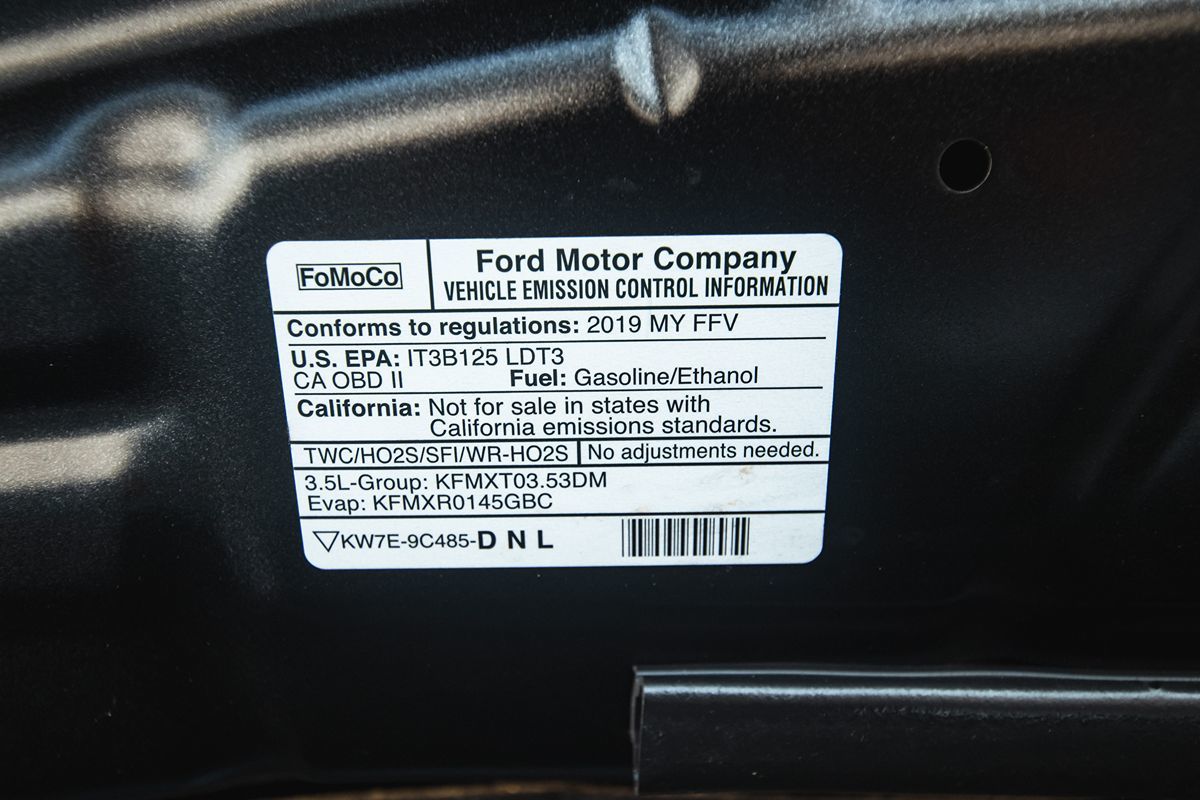 FoMoCo
Ford Motor Company
VEHICLE EMISSION CONTROL INFORMATION
Conforms to regulations: 2019 MY FFV
U.S. EPA: IT3B125 LDT3
CA OBD II Fuel: Gasoline/Ethanol
California: Not for sale in states with
California emissions standards.
TWC/HO2S/SFI/WR-HO2S No adjustments needed.
3.5L-Group: KFMXT03.53DM
Evap: KFMXR0145GBC
KW7E-9C485-D N L